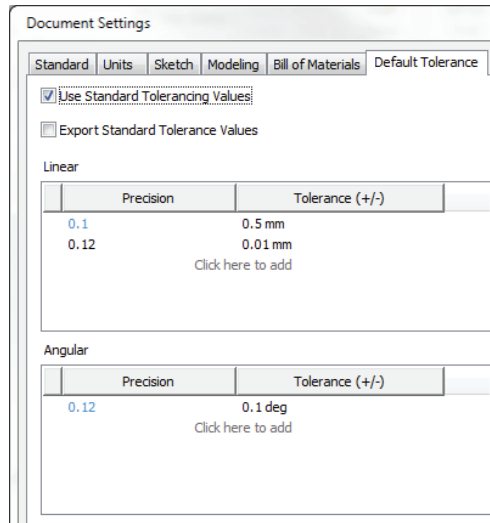 Document Settings
Standard Units Sketch Modeling Bill of Materials Default Tolerance
Use Standard Tolerancing Values
Export Standard Tolerance Values
Linear
Precision Tolerance (+/-)
0.1 0.5 mm
0.12 0.01 mm
Click here to add
Angular
Precision Tolerance (+/-)
0.12 0.1 deg
Click here to add